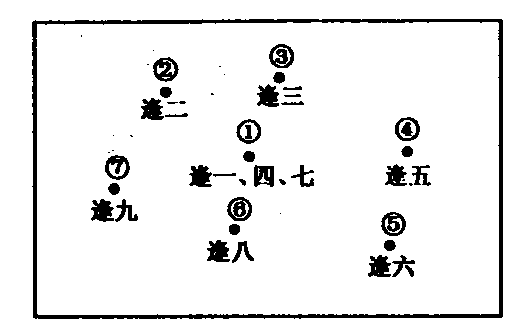 ③
②
逢三
逢二
①
④
逢一、四、七
逢五
⑦
逢九
⑥
⑤
逢八
逢六